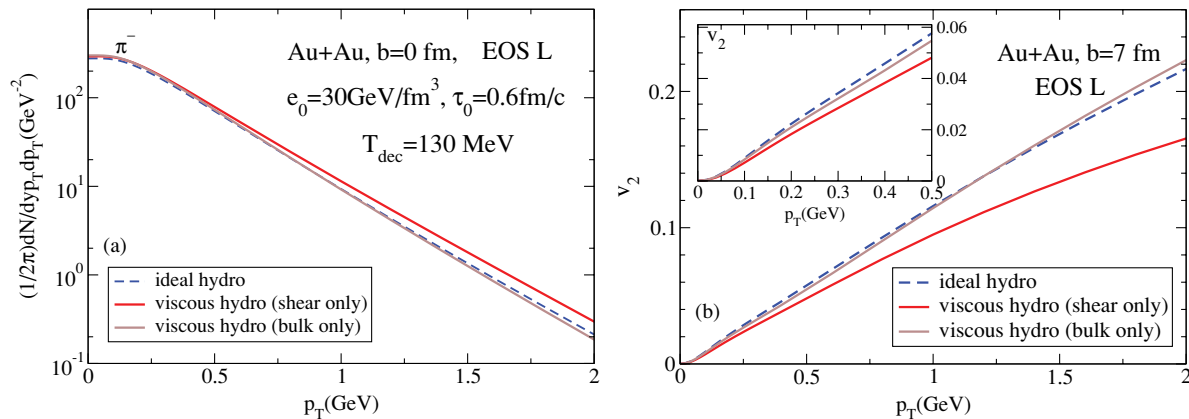 π⁻
Au+Au, b=0 fm, EOS L
e₀=30GeV/fm³, τ₀=0.6fm/c
T_dec=130 MeV
(1/2π)dN/dyp_Tdp_T(GeV⁻²)
10²
10¹
10⁰
10⁻¹
(a)
ideal hydro
viscous hydro (shear only)
viscous hydro (bulk only)
0
0.5
1
1.5
2
p_T(GeV)
v₂
0.06
0.04
0.02
0
0
0.1
0.2
0.3
0.4
0.5
p_T(GeV)
Au+Au, b=7 fm
EOS L
v₂
0.2
0.1
0
(b)
ideal hydro
viscous hydro (shear only)
viscous hydro (bulk only)
0
0.5
1
1.5
2
p_T(GeV)